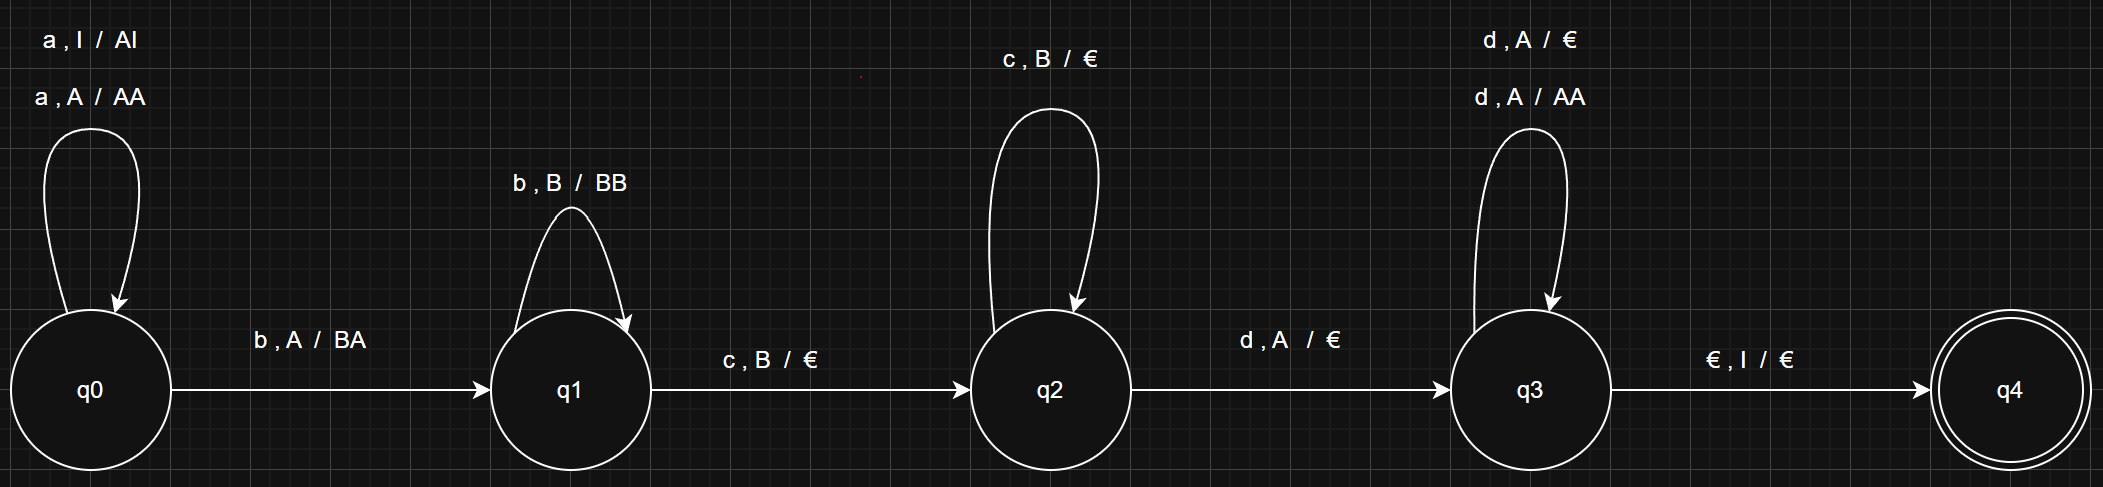 a , I / AI
a , A / AA
b , B / BB
c , B / €
d , A / €
d , A / AA
b , A / BA
c , B / €
d , A / €
€ , I / €
q0
q1
q2
q3
q4